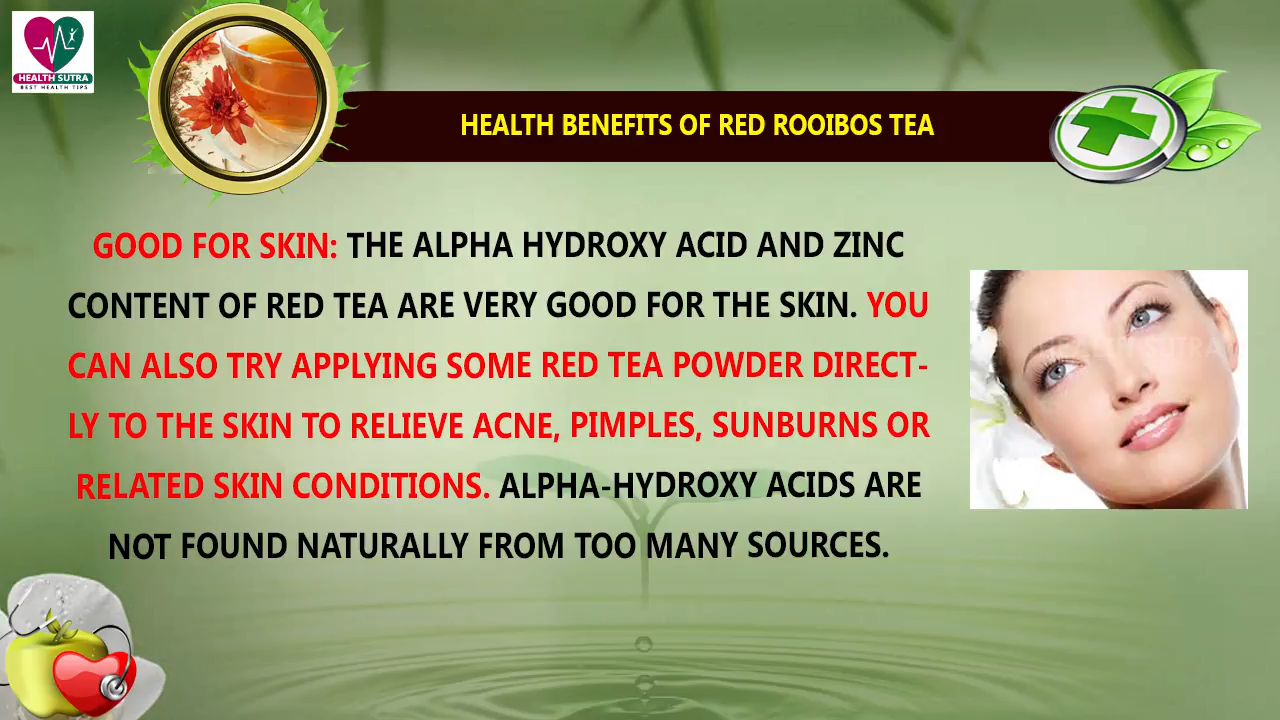 HEALTH SUTRA
BEST HEALTH TIPS
HEALTH BENEFITS OF RED ROOIBOS TEA
GOOD FOR SKIN: THE ALPHA HYDROXY ACID AND ZINC
CONTENT OF RED TEA ARE VERY GOOD FOR THE SKIN. YOU
CAN ALSO TRY APPLYING SOME RED TEA POWDER DIRECT-
LY TO THE SKIN TO RELIEVE ACNE, PIMPLES, SUNBURNS OR
RELATED SKIN CONDITIONS. ALPHA-HYDROXY ACIDS ARE
NOT FOUND NATURALLY FROM TOO MANY SOURCES.